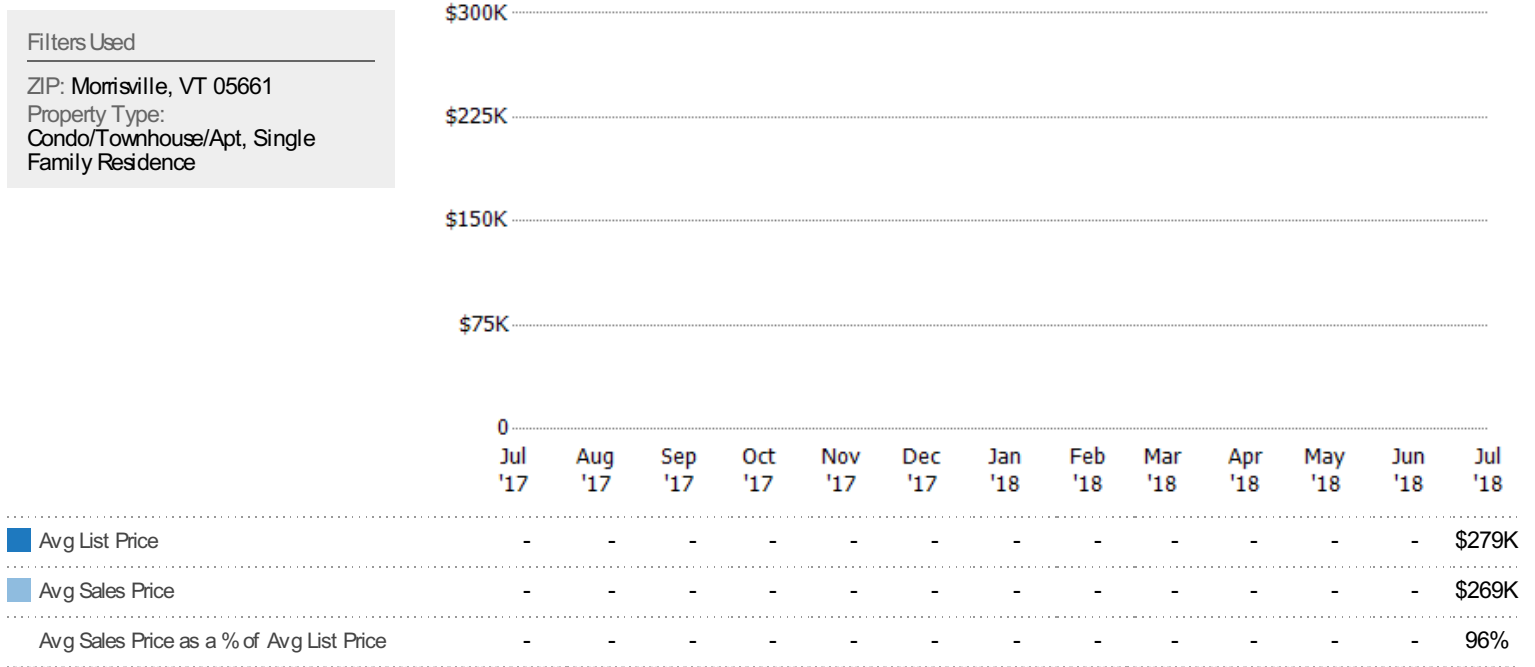 Filters Used
ZIP: Morrisville, VT 05661
Property Type:
Condo/Townhouse/Apt, Single
Family Residence
$300K
$225K
$150K
$75K
0
Jul Aug Sep Oct Nov Dec Jan Feb Mar Apr May Jun Jul
'17 '17 '17 '17 '17 '17 '18 '18 '18 '18 '18 '18 '18
Avg List Price - - - - - - - - - - - - $279K
Avg Sales Price - - - - - - - - - - - - $269K
Avg Sales Price as a % of Avg List Price - - - - - - - - - - - - 96%